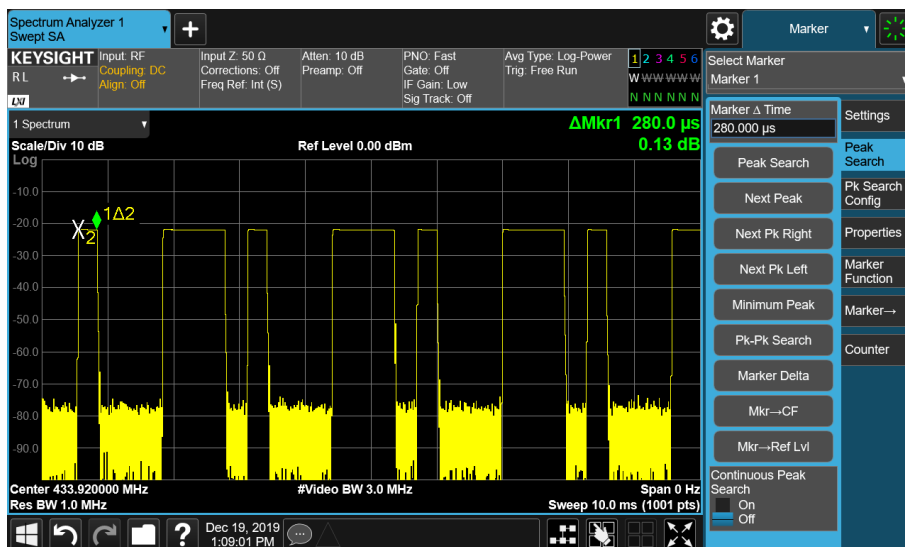 Spectrum Analyzer 1
Swept SA
Marker
KEYSIGHT
RL
LXI
Input: RF
Coupling: DC
Align: Off
Input Z: 50 Ω
Corrections: Off
Freq Ref: Int (S)
Atten: 10 dB
Preamp: Off
PNO: Fast
Gate: Off
IF Gain: Low
Sig Track: Off
Avg Type: Log-Power
Trig: Free Run
1 2 3 4 5 6
W W W W W W
N N N N N N
Select Marker
Marker 1
1 Spectrum
ΔMkr1 280.0 µs
0.13 dB
Scale/Div 10 dB
Ref Level 0.00 dBm
Log
-10.0
-20.0
-30.0
-40.0
-50.0
-60.0
-70.0
-80.0
-90.0
1Δ2
X2
Center 433.920000 MHz
#Video BW 3.0 MHz
Span 0 Hz
Res BW 1.0 MHz
Sweep 10.0 ms (1001 pts)
Marker Δ Time
280.000 µs
Peak Search
Next Peak
Next Pk Right
Next Pk Left
Minimum Peak
Pk-Pk Search
Marker Delta
Mkr→CF
Mkr→Ref Lvl
Continuous Peak
Search
On
Off
Settings
Peak
Search
Pk Search
Config
Properties
Marker
Function
Marker→
Counter
?
Dec 19, 2019
1:09:01 PM